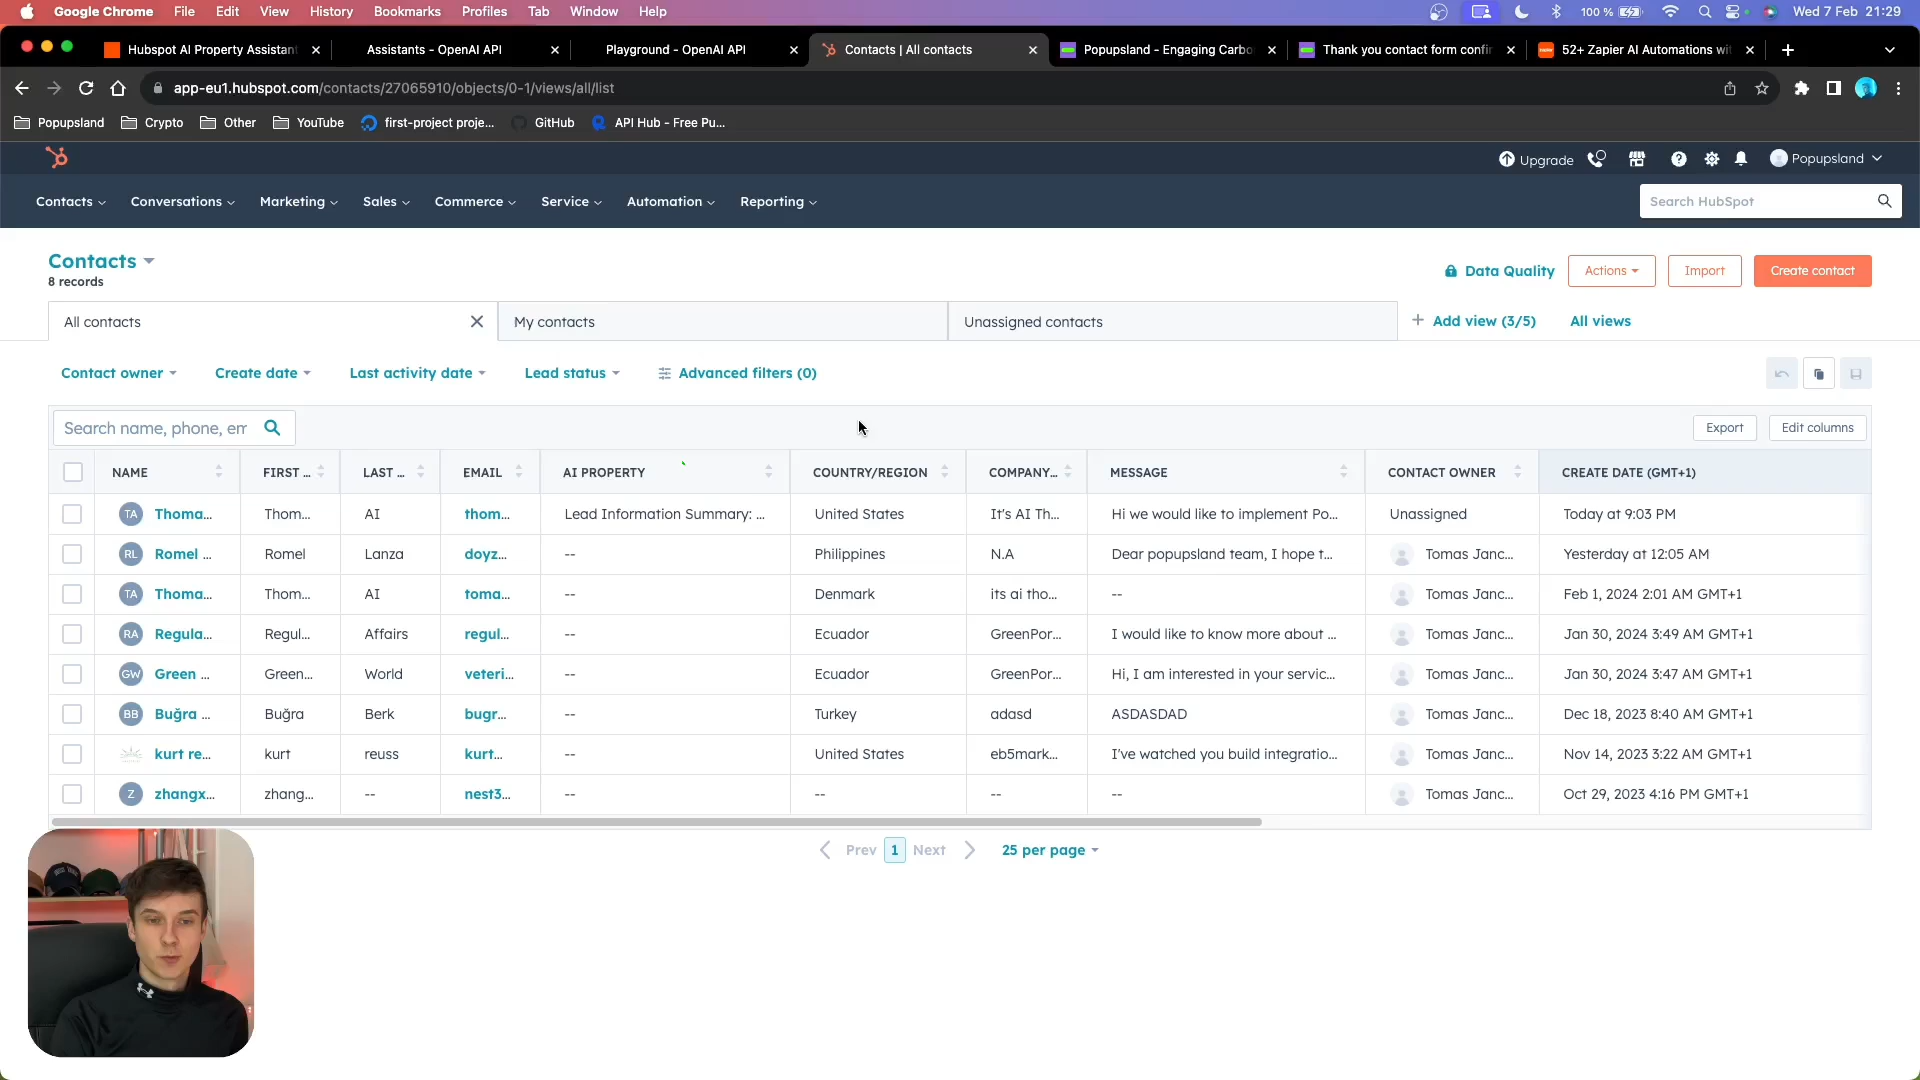 Google Chrome File Edit View History Bookmarks Profiles Tab Window Help 100 % Wed 7 Feb 21:29
Hubspot AI Property Assistant Assistants - OpenAI API Playground - OpenAI API Contacts | All contacts Popupsland - Engaging Carbo Thank you contact form confir 52+ Zapier AI Automations wit
app-eu1.hubspot.com/contacts/27065910/objects/0-1/views/all/list
Popupsland Crypto Other YouTube first-project proje... GitHub API Hub - Free Pu...
Upgrade Popupsland
Contacts Conversations Marketing Sales Commerce Service Automation Reporting Search HubSpot
Contacts
8 records
Data Quality Actions Import Create contact
All contacts My contacts Unassigned contacts Add view (3/5) All views
Contact owner Create date Last activity date Lead status Advanced filters (0)
Search name, phone, em Export Edit columns
NAME FIRST ... LAST ... EMAIL AI PROPERTY COUNTRY/REGION COMPANY... MESSAGE CONTACT OWNER CREATE DATE (GMT+1)
TA Thoma... Thom... AI thom... Lead Information Summary: ... United States It's AI Th... Hi we would like to implement Po... Unassigned Today at 9:03 PM
RL Romel ... Romel Lanza doyz... -- Philippines N.A Dear popupsland team, I hope t... Tomas Janc... Yesterday at 12:05 AM
TA Thoma... Thom... AI toma... -- Denmark its ai tho... -- Tomas Janc... Feb 1, 2024 2:01 AM GMT+1
RA Regula... Regul... Affairs regul... -- Ecuador GreenPor... I would like to know more about ... Tomas Janc... Jan 30, 2024 3:49 AM GMT+1
GW Green ... Green... World veteri... -- Ecuador GreenPor... Hi, I am interested in your servic... Tomas Janc... Jan 30, 2024 3:47 AM GMT+1
BB Buğra ... Buğra Berk bugr... -- Turkey adasd ASDASDAD Tomas Janc... Dec 18, 2023 8:40 AM GMT+1
kurt re... kurt reuss kurt... -- United States eb5mark... I've watched you build integratio... Tomas Janc... Nov 14, 2023 3:22 AM GMT+1
Z zhangx... zhang... -- nest3... -- -- -- -- Tomas Janc... Oct 29, 2023 4:16 PM GMT+1
Prev 1 Next 25 per page